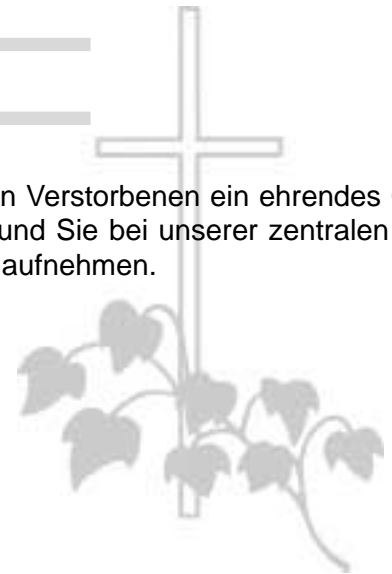 n Verstorbenen ein ehrendes
und Sie bei unserer zentralen
aufnehmen.